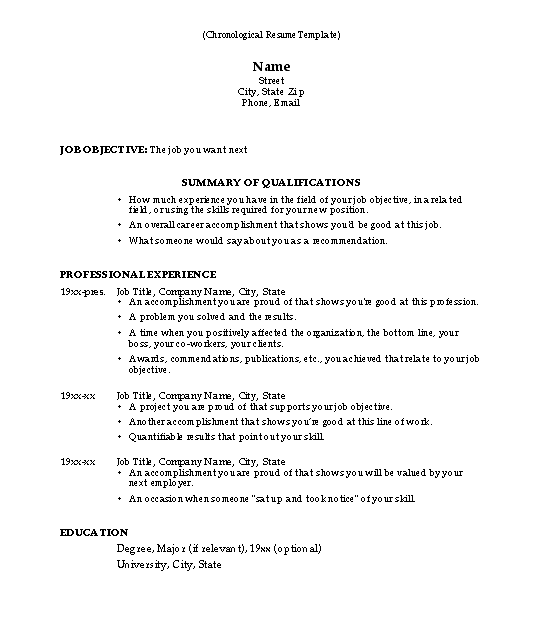 (Chronological Resume Template)
Name
Street
City, State Zip
Phone, Email
JOB OBJECTIVE: The job you want next
SUMMARY OF QUALIFICATIONS
• How much experience you have in the field of your job objective, in a related
field, or using the skills required for your new position.
• An overall career accomplishment that shows you'd be good at this job.
• What someone would say about you as a recommendation.
PROFESSIONAL EXPERIENCE
19xx-pres. Job Title, Company Name, City, State
• An accomplishment you are proud of that shows you're good at this profession.
• A problem you solved and the results.
• A time when you positively affected the organization, the bottom line, your
boss, your co-workers, your clients.
• Awards, commendations, publications, etc., you achieved that relate to your job
objective.
19xx-xx Job Title, Company Name, City, State
• A project you are proud of that supports your job objective.
• Another accomplishment that shows you're good at this line of work.
• Quantifiable results that point out your skill.
19xx-xx Job Title, Company Name, City, State
• An accomplishment you are proud of that shows you will be valued by your
next employer.
• An occasion when someone "sat up and took notice" of your skill.
EDUCATION
Degree, Major (if relevant), 19xx (optional)
University, City, State